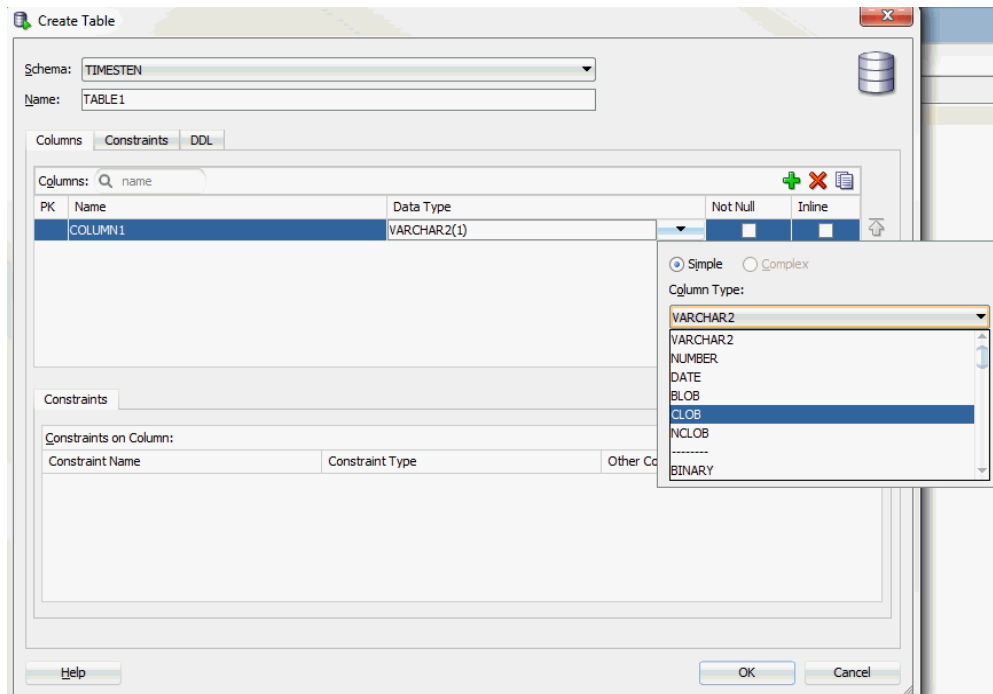 Create Table
Schema: TIMESTEN
Name: TABLE1
Columns Constraints DDL
Columns: name
PK Name Data Type Not Null Inline
COLUMN1 VARCHAR2(1)
Simple Complex
Column Type:
VARCHAR2
VARCHAR2
NUMBER
DATE
BLOB
CLOB
NCLOB
--------
BINARY
Constraints
Constraints on Column:
Constraint Name Constraint Type Other Co
Help OK Cancel